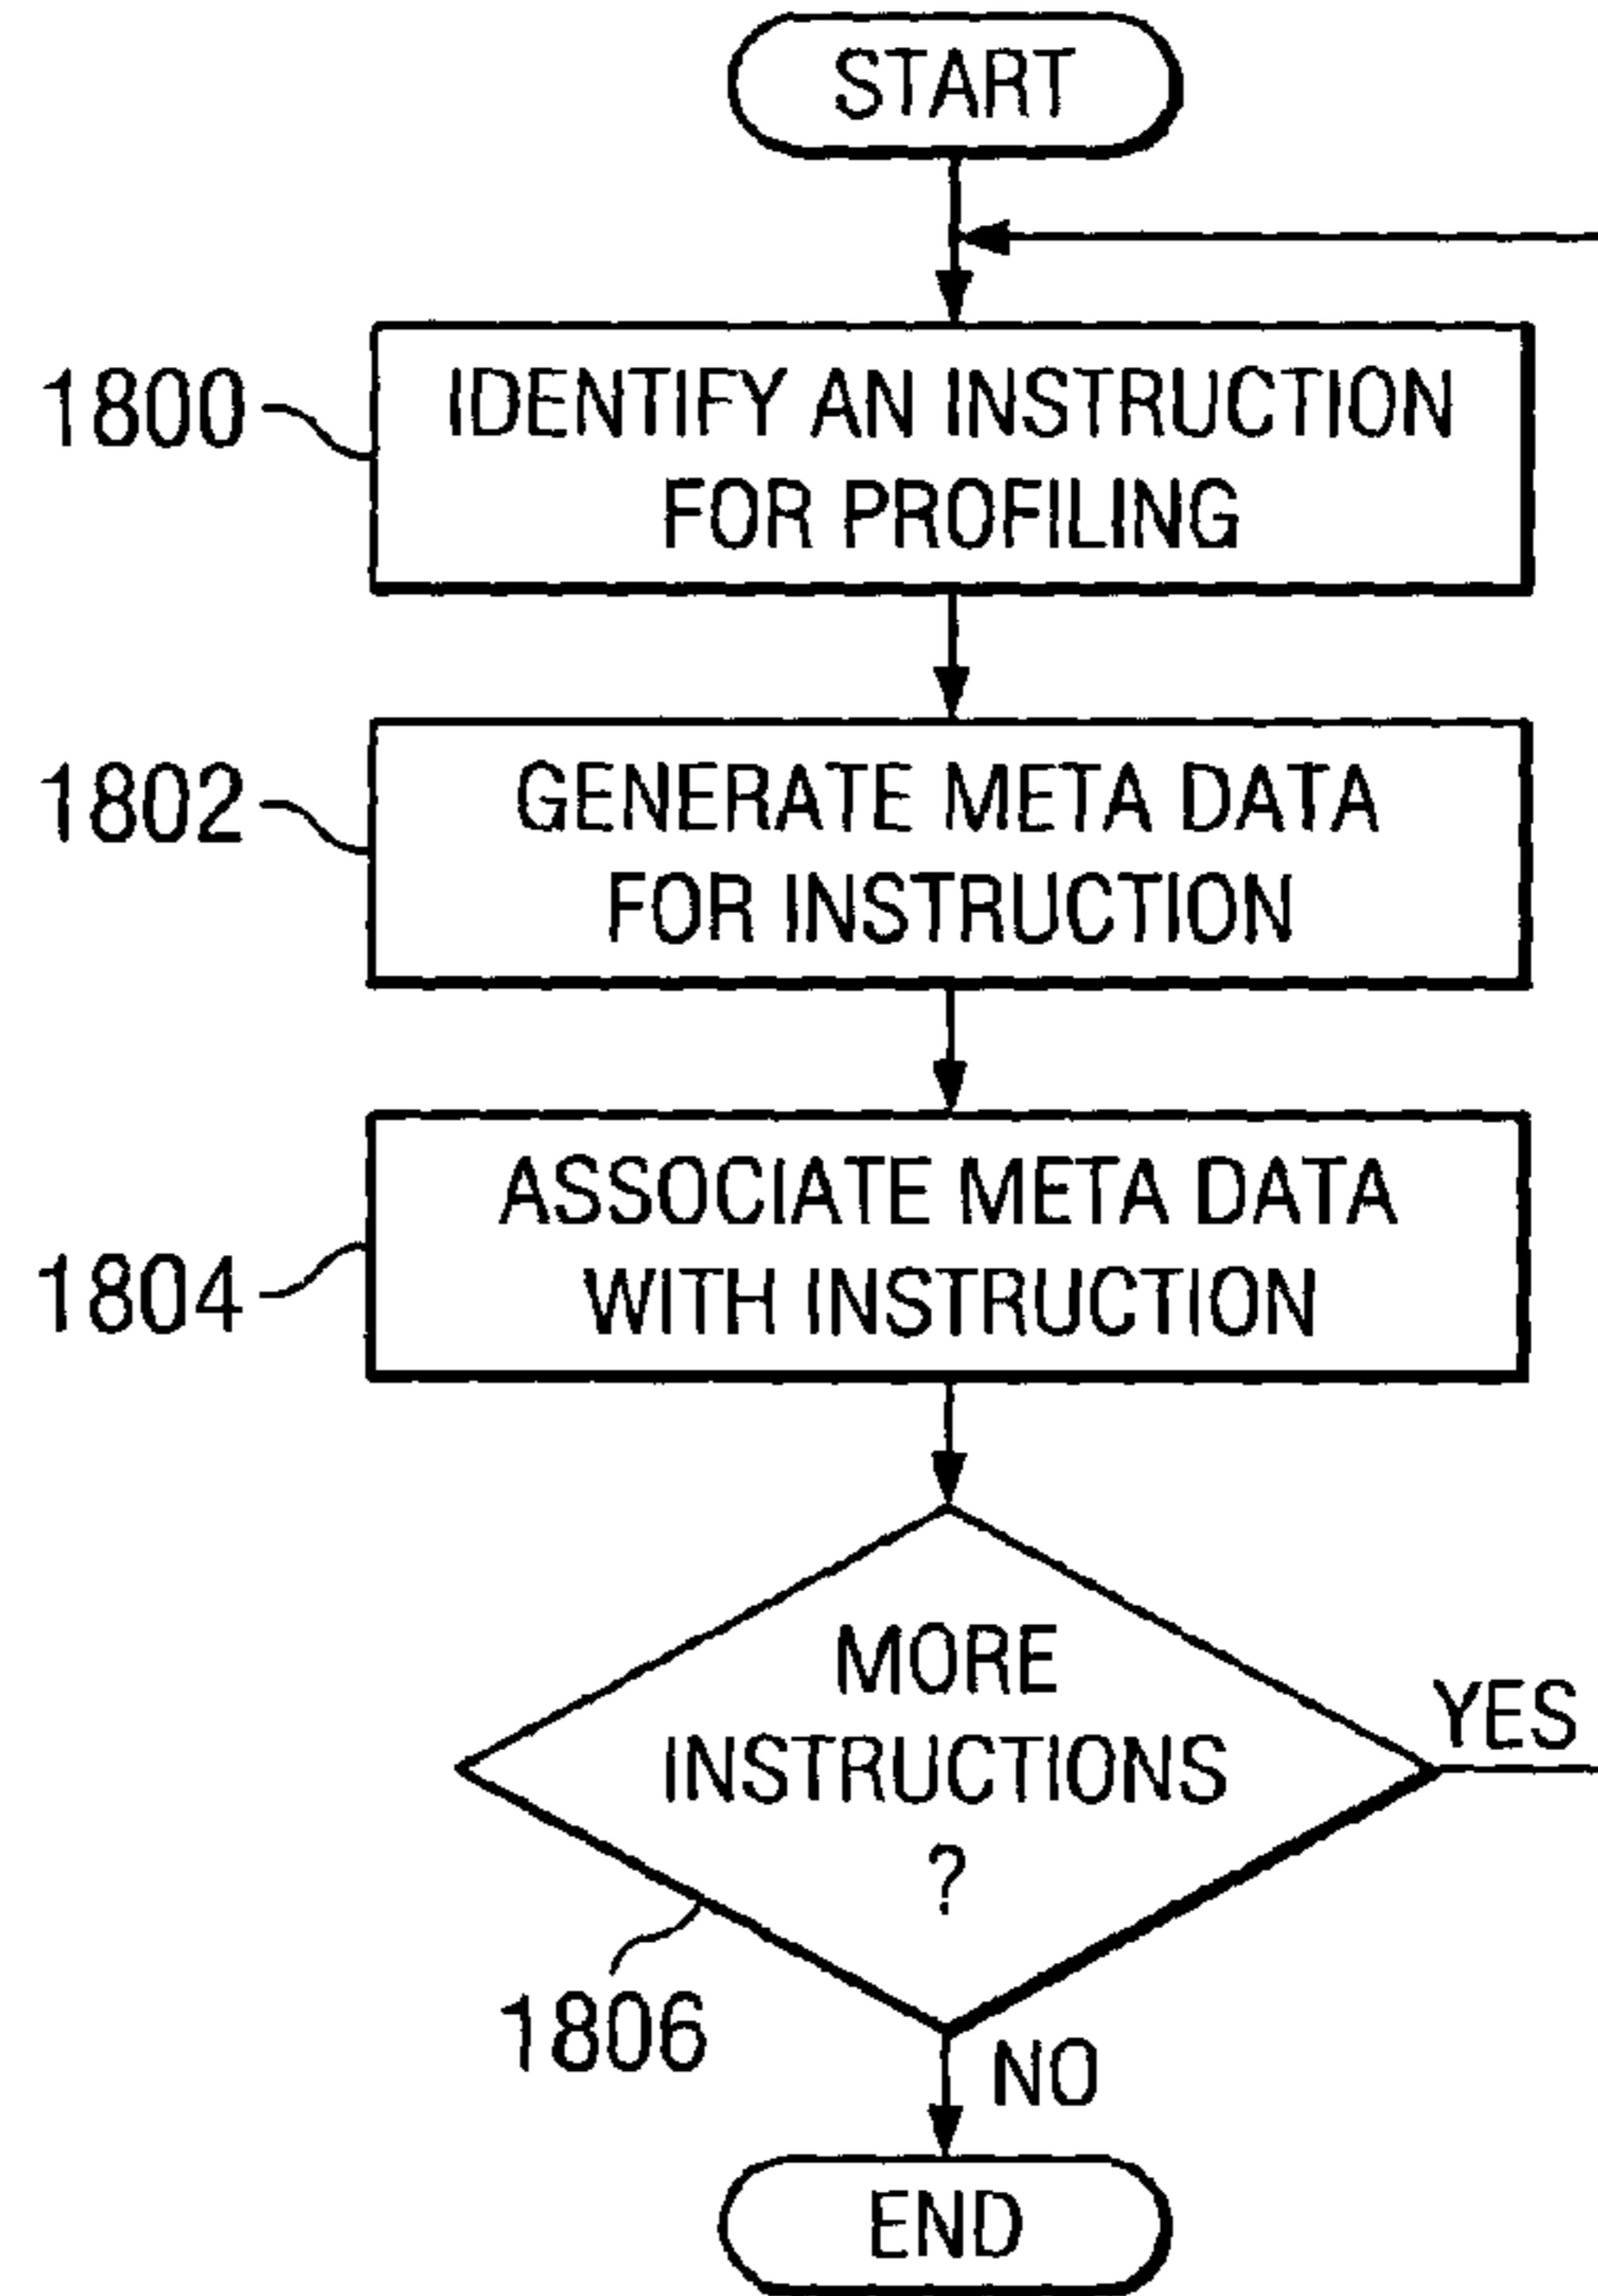 START
1800
IDENTIFY AN INSTRUCTION
FOR PROFILING
1802
GENERATE META DATA
FOR INSTRUCTION
1804
ASSOCIATE META DATA
WITH INSTRUCTION
MORE
INSTRUCTIONS
?
YES
1806
NO
END